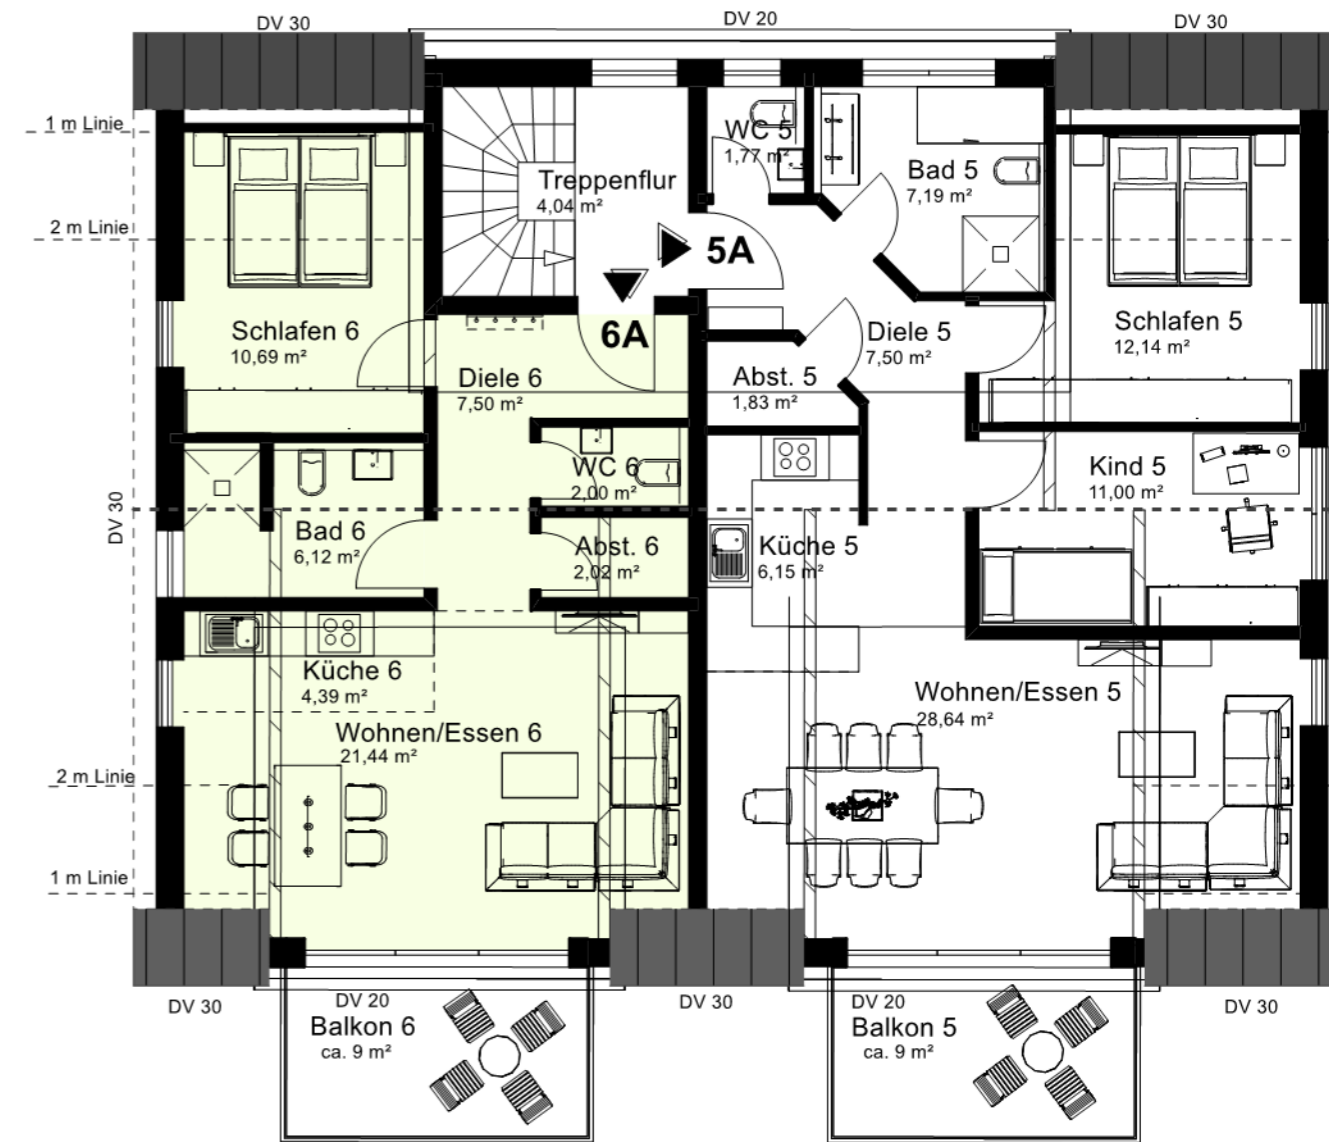 DV 30
DV 20
DV 30
1 m Linie
WC 5
1,77 m²
Bad 5
7,19 m²
Treppenflur
4,04 m²
2 m Linie
5A
Schlafen 6
10,69 m²
6A
Diele 5
7,50 m²
Schlafen 5
12,14 m²
Diele 6
7,50 m²
Abst. 5
1,83 m²
WC 6
2,00 m²
Kind 5
11,00 m²
DV 30
Bad 6
6,12 m²
Abst. 6
2,02 m²
Küche 5
6,15 m²
Küche 6
4,39 m²
Wohnen/Essen 5
28,64 m²
Wohnen/Essen 6
21,44 m²
2 m Linie
1 m Linie
DV 30
DV 20
DV 30
DV 20
DV 30
Balkon 6
ca. 9 m²
Balkon 5
ca. 9 m²